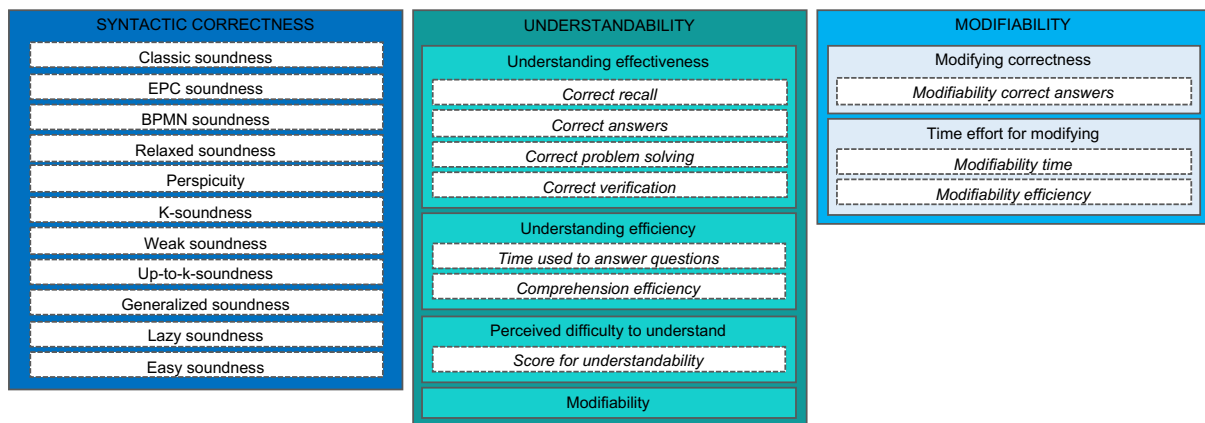 SYNTACTIC CORRECTNESS
Classic soundness
EPC soundness
BPMN soundness
Relaxed soundness
Perspicuity
K-soundness
Weak soundness
Up-to-k-soundness
Generalized soundness
Lazy soundness
Easy soundness
UNDERSTANDABILITY
Understanding effectiveness
Correct recall
Correct answers
Correct problem solving
Correct verification
Understanding efficiency
Time used to answer questions
Comprehension efficiency
Perceived difficulty to understand
Score for understandability
Modifiability
MODIFIABILITY
Modifying correctness
Modifiability correct answers
Time effort for modifying
Modifiability time
Modifiability efficiency